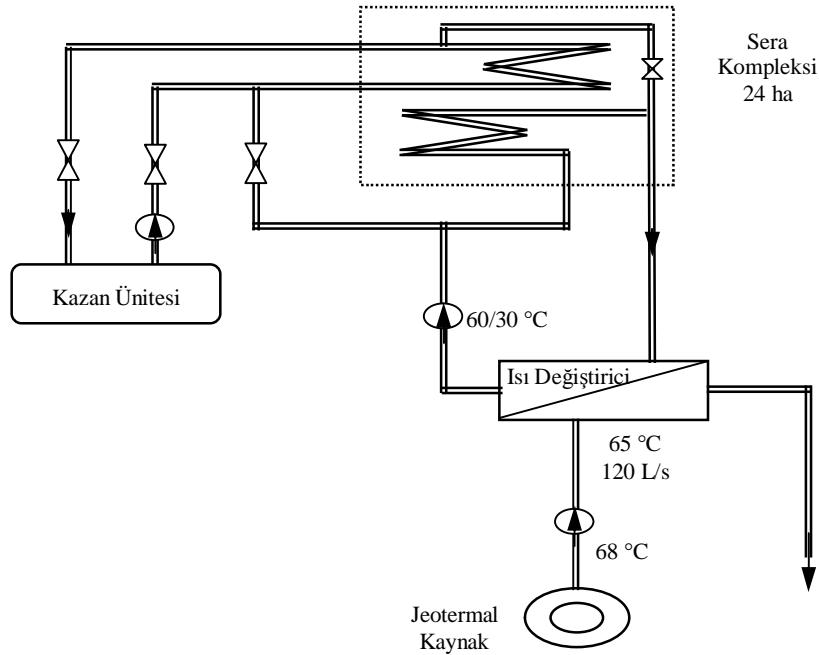 Sera
Kompleksi
24 ha
Kazan Ünitesi
60/30 °C
Isı Değiştirici
65 °C
120 L/s
68 °C
Jeotermal
Kaynak